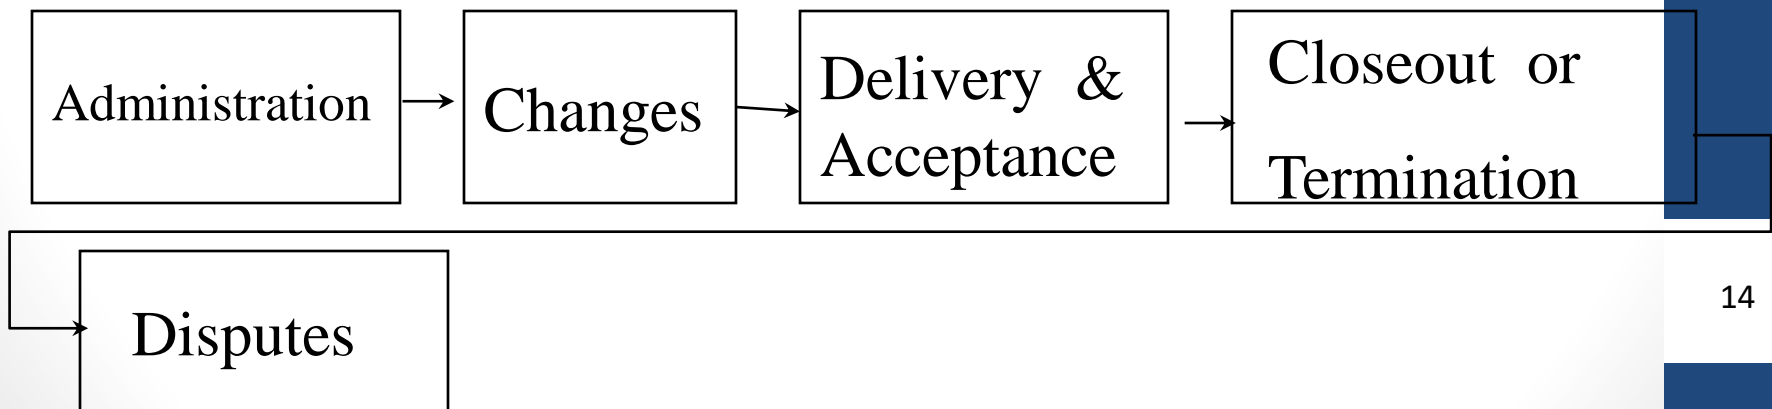 Administration
Changes
Delivery &
Acceptance
Closeout or
Termination
14
Disputes